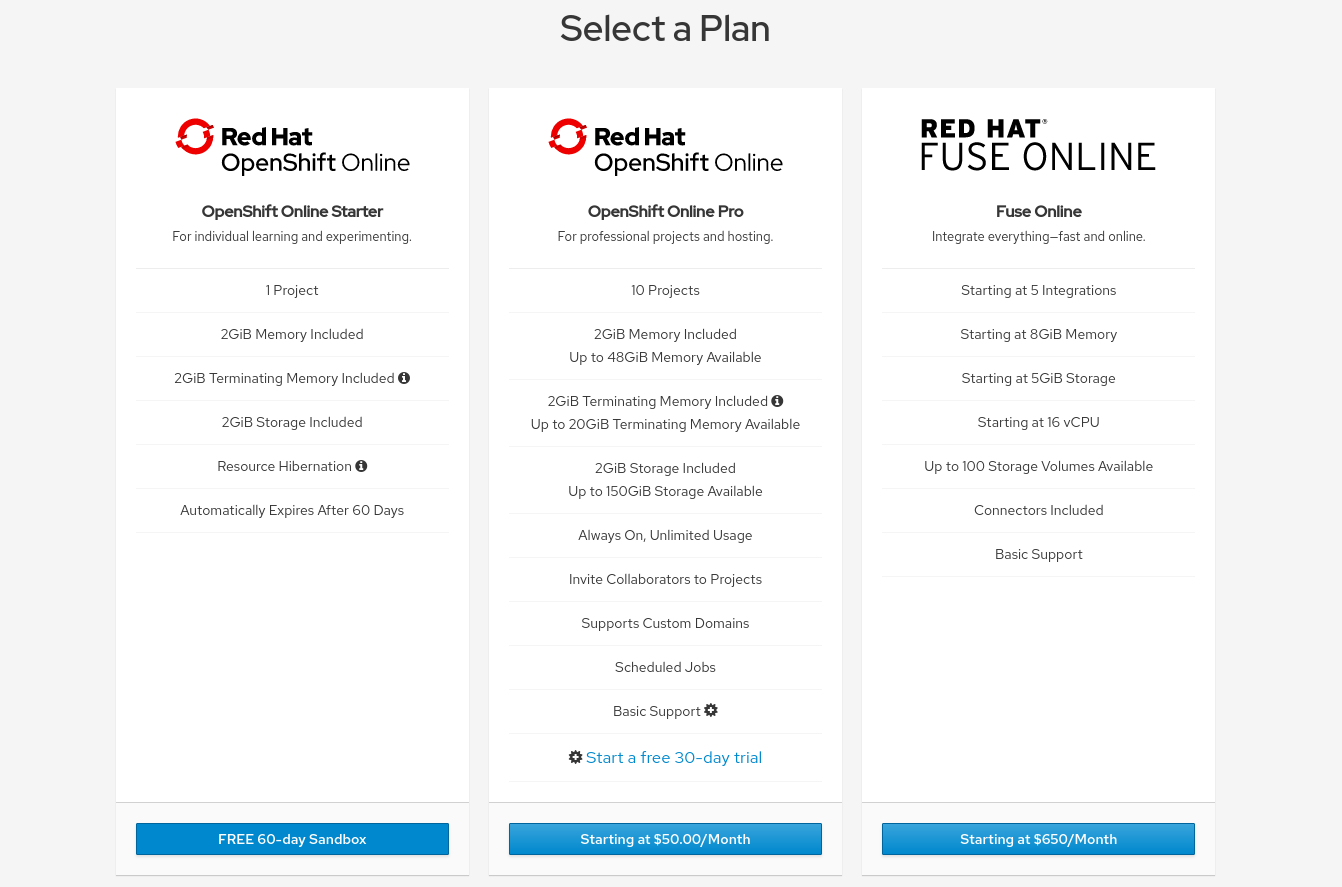 Select a Plan
Red Hat
OpenShift Online
OpenShift Online Starter
For individual learning and experimenting.
1 Project
2GiB Memory Included
2GiB Terminating Memory Included
2GiB Storage Included
Resource Hibernation
Automatically Expires After 60 Days
FREE 60-day Sandbox
Red Hat
OpenShift Online
OpenShift Online Pro
For professional projects and hosting.
10 Projects
2GiB Memory Included
Up to 48GiB Memory Available
2GiB Terminating Memory Included
Up to 20GiB Terminating Memory Available
2GiB Storage Included
Up to 150GiB Storage Available
Always On, Unlimited Usage
Invite Collaborators to Projects
Supports Custom Domains
Scheduled Jobs
Basic Support
Start a free 30-day trial
Starting at $50.00/Month
RED HAT®
FUSE ONLINE
Fuse Online
Integrate everything—fast and online.
Starting at 5 Integrations
Starting at 8GiB Memory
Starting at 5GiB Storage
Starting at 16 vCPU
Up to 100 Storage Volumes Available
Connectors Included
Basic Support
Starting at $650/Month